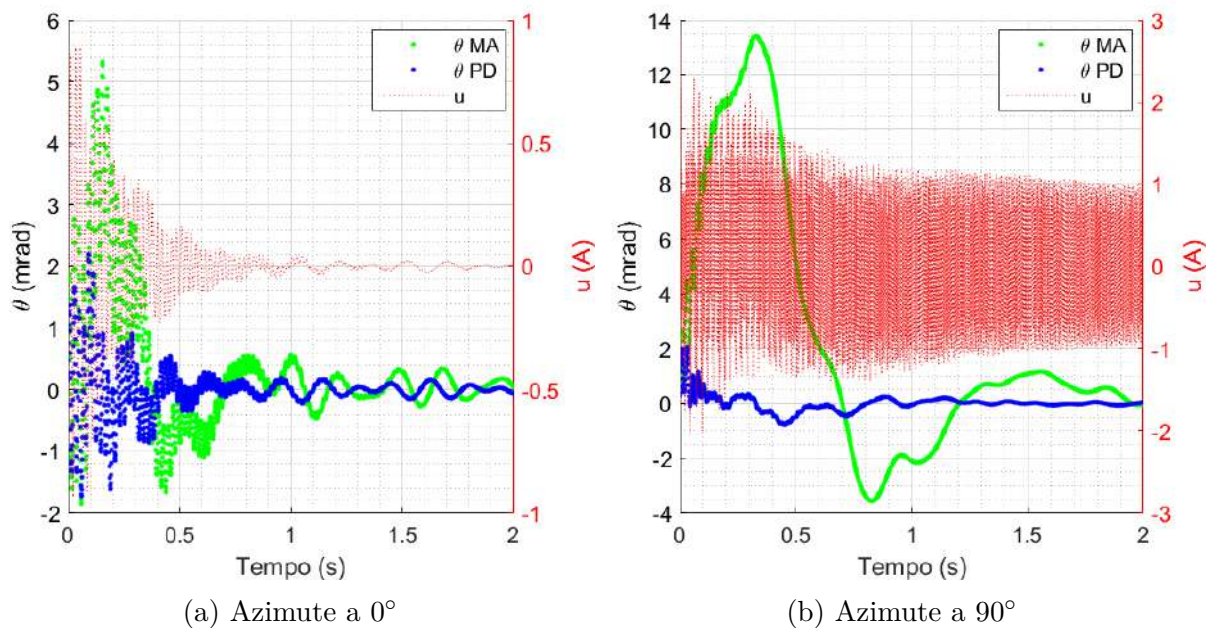 6
5
4
3
2
1
0
-1
-2
θ (mrad)
0
0.5
1
1.5
2
Tempo (s)
1
0.5
0
-0.5
-1
u (A)
θ MA
θ PD
u
(a) Azimute a 0°
14
12
10
8
6
4
2
0
-2
-4
θ (mrad)
0
0.5
1
1.5
2
Tempo (s)
3
2
1
0
-1
-2
-3
u (A)
θ MA
θ PD
u
(b) Azimute a 90°